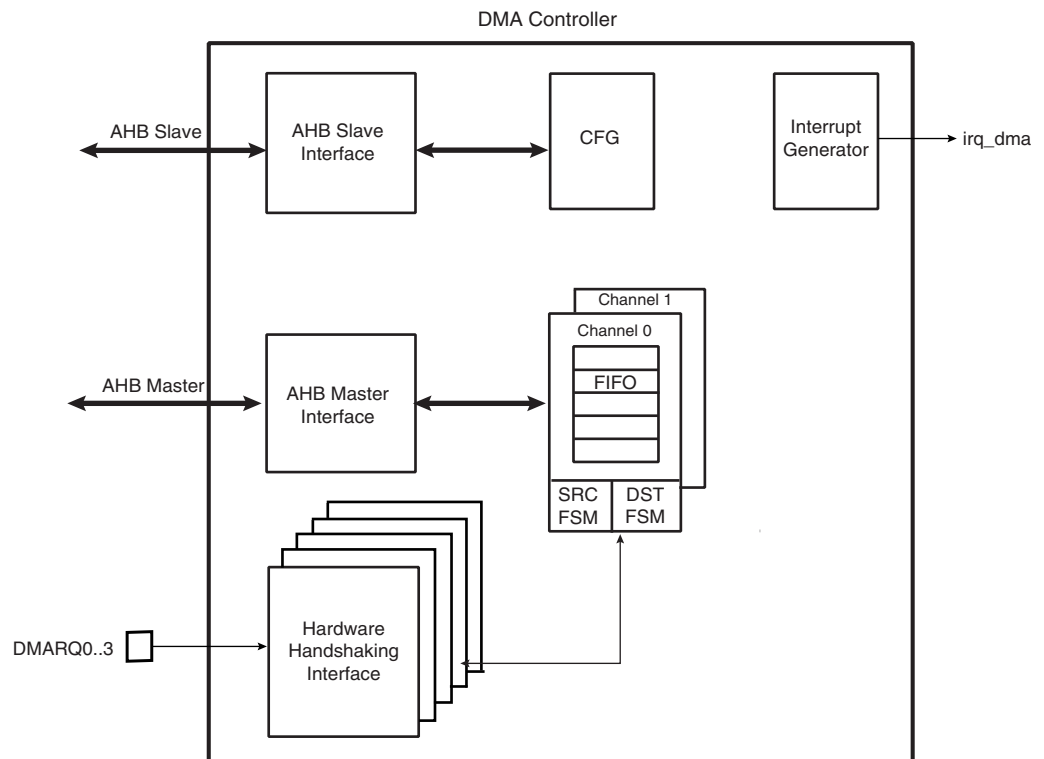 DMA Controller
AHB Slave
AHB Slave
Interface
CFG
Interrupt
Generator
irq_dma
Channel 1
Channel 0
FIFO
AHB Master
AHB Master
Interface
SRC
FSM
DST
FSM
Hardware
Handshaking
Interface
DMARQ0..3